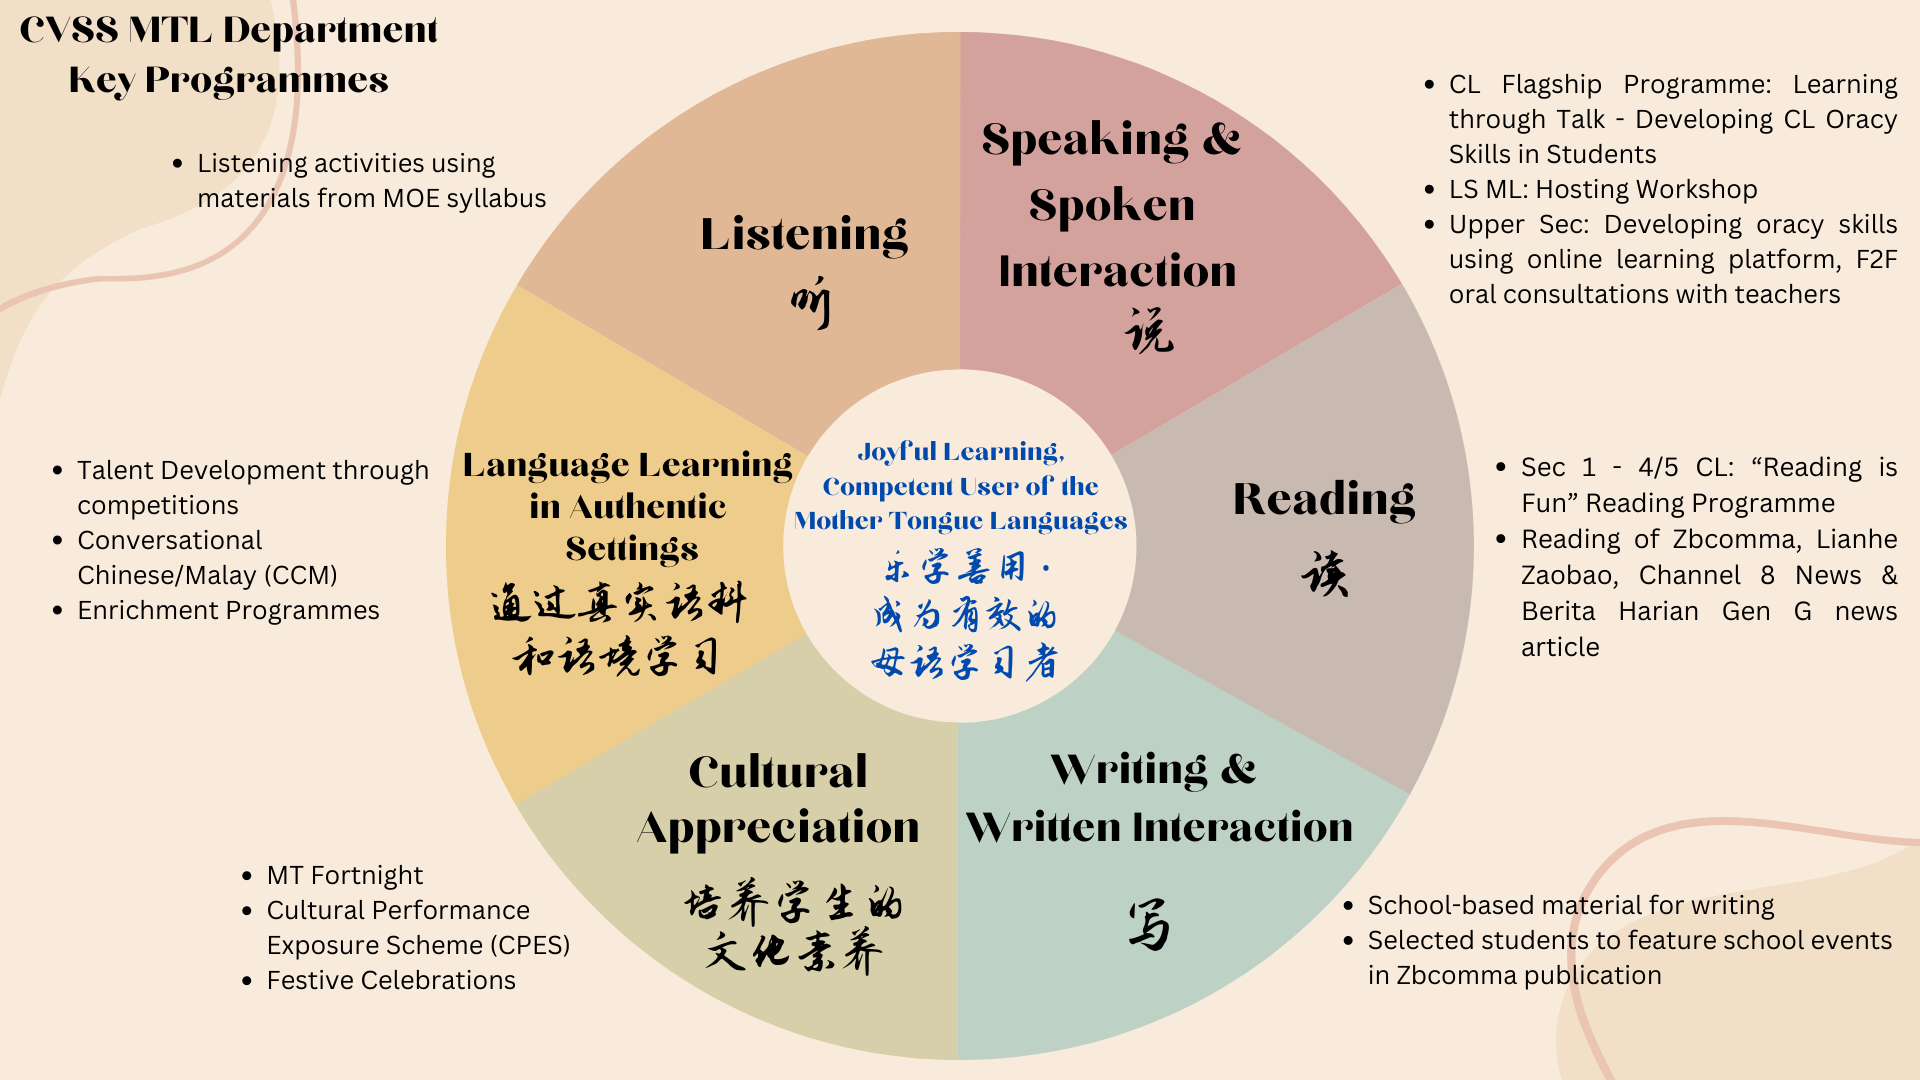 CVSS MTL Department
Key Programmes
• Listening activities using
materials from MOE syllabus
Listening
听
Speaking &
Spoken
Interaction
说
• CL Flagship Programme: Learning
through Talk - Developing CL Oracy
Skills in Students
• LS ML: Hosting Workshop
• Upper Sec: Developing oracy skills
using online learning platform, F2F
oral consultations with teachers
• Talent Development through
competitions
• Conversational
Chinese/Malay (CCM)
• Enrichment Programmes
Language Learning
in Authentic
Settings
通过真实语料
和语境学习
Joyful Learning,
Competent User of the
Mother Tongue Languages
乐学善用·
成为有效的
母语学习者
Reading
读
• Sec 1 - 4/5 CL: “Reading is
Fun” Reading Programme
• Reading of Zbcomma, Lianhe
Zaobao, Channel 8 News &
Berita Harian Gen G news
article
Cultural
Appreciation
培养学生的
文化素养
• MT Fortnight
• Cultural Performance
Exposure Scheme (CPES)
• Festive Celebrations
Writing &
Written Interaction
写
• School-based material for writing
• Selected students to feature school events
in Zbcomma publication